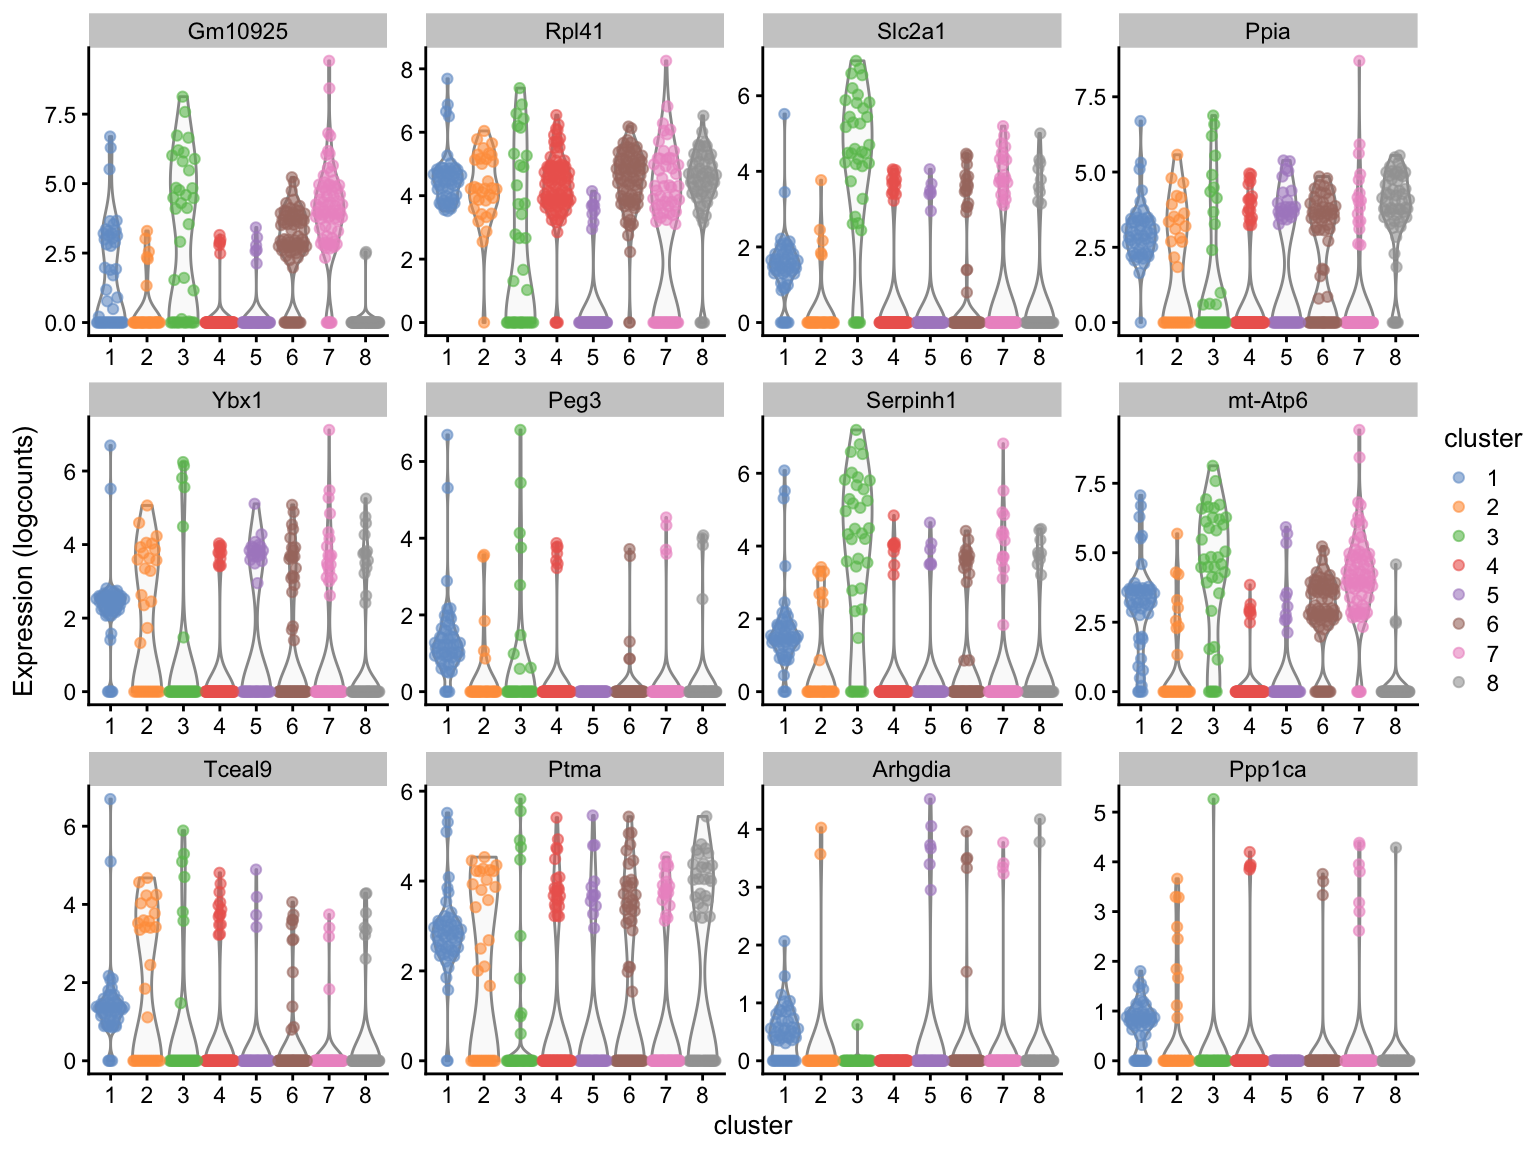 Gm10925 Rpl41 Slc2a1 Ppia
7.5 5.0 2.5 0.0
8 6 4 2 0
6 4 2 0
7.5 5.0 2.5 0.0
1 2 3 4 5 6 7 8 1 2 3 4 5 6 7 8 1 2 3 4 5 6 7 8 1 2 3 4 5 6 7 8
Ybx1 Peg3 Serpinh1 mt-Atp6
Expression (logcounts)
6 4 2 0
6 4 2 0
6 4 2 0
7.5 5.0 2.5 0.0
1 2 3 4 5 6 7 8 1 2 3 4 5 6 7 8 1 2 3 4 5 6 7 8 1 2 3 4 5 6 7 8
cluster
1
2
3
4
5
6
7
8
Tceal9 Ptma Arhgdia Ppp1ca
6 4 2 0
6 4 2 0
4 3 2 1 0
5 4 3 2 1 0
1 2 3 4 5 6 7 8 1 2 3 4 5 6 7 8 1 2 3 4 5 6 7 8 1 2 3 4 5 6 7 8
cluster